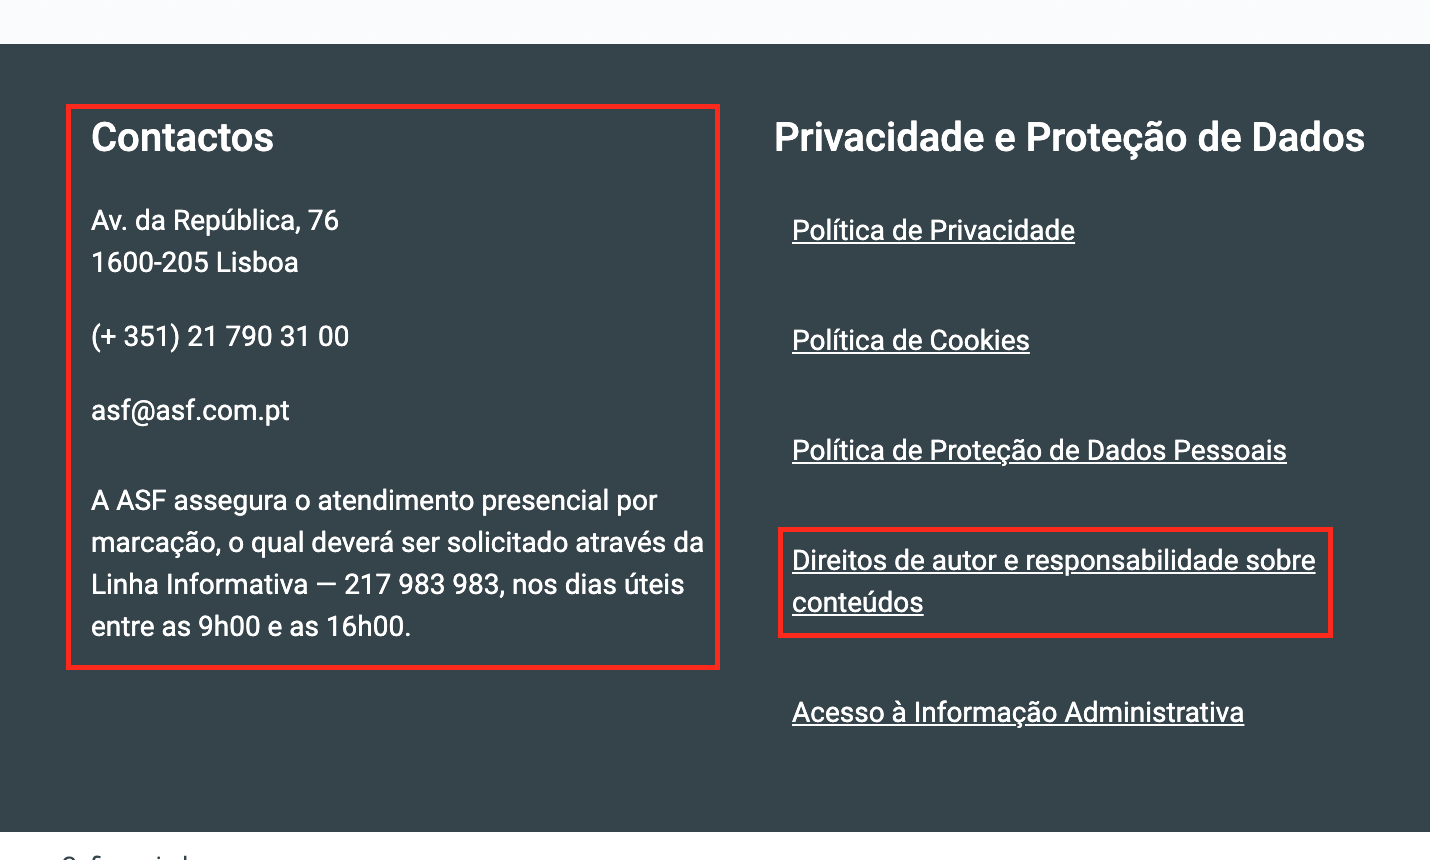 Contactos
Av. da República, 76
1600-205 Lisboa
(+ 351) 21 790 31 00
asf@asf.com.pt
A ASF assegura o atendimento presencial por
marcação, o qual deverá ser solicitado através da
Linha Informativa — 217 983 983, nos dias úteis
entre as 9h00 e as 16h00.
Privacidade e Proteção de Dados
Política de Privacidade
Política de Cookies
Política de Proteção de Dados Pessoais
Direitos de autor e responsabilidade sobre
conteúdos
Acesso à Informação Administrativa